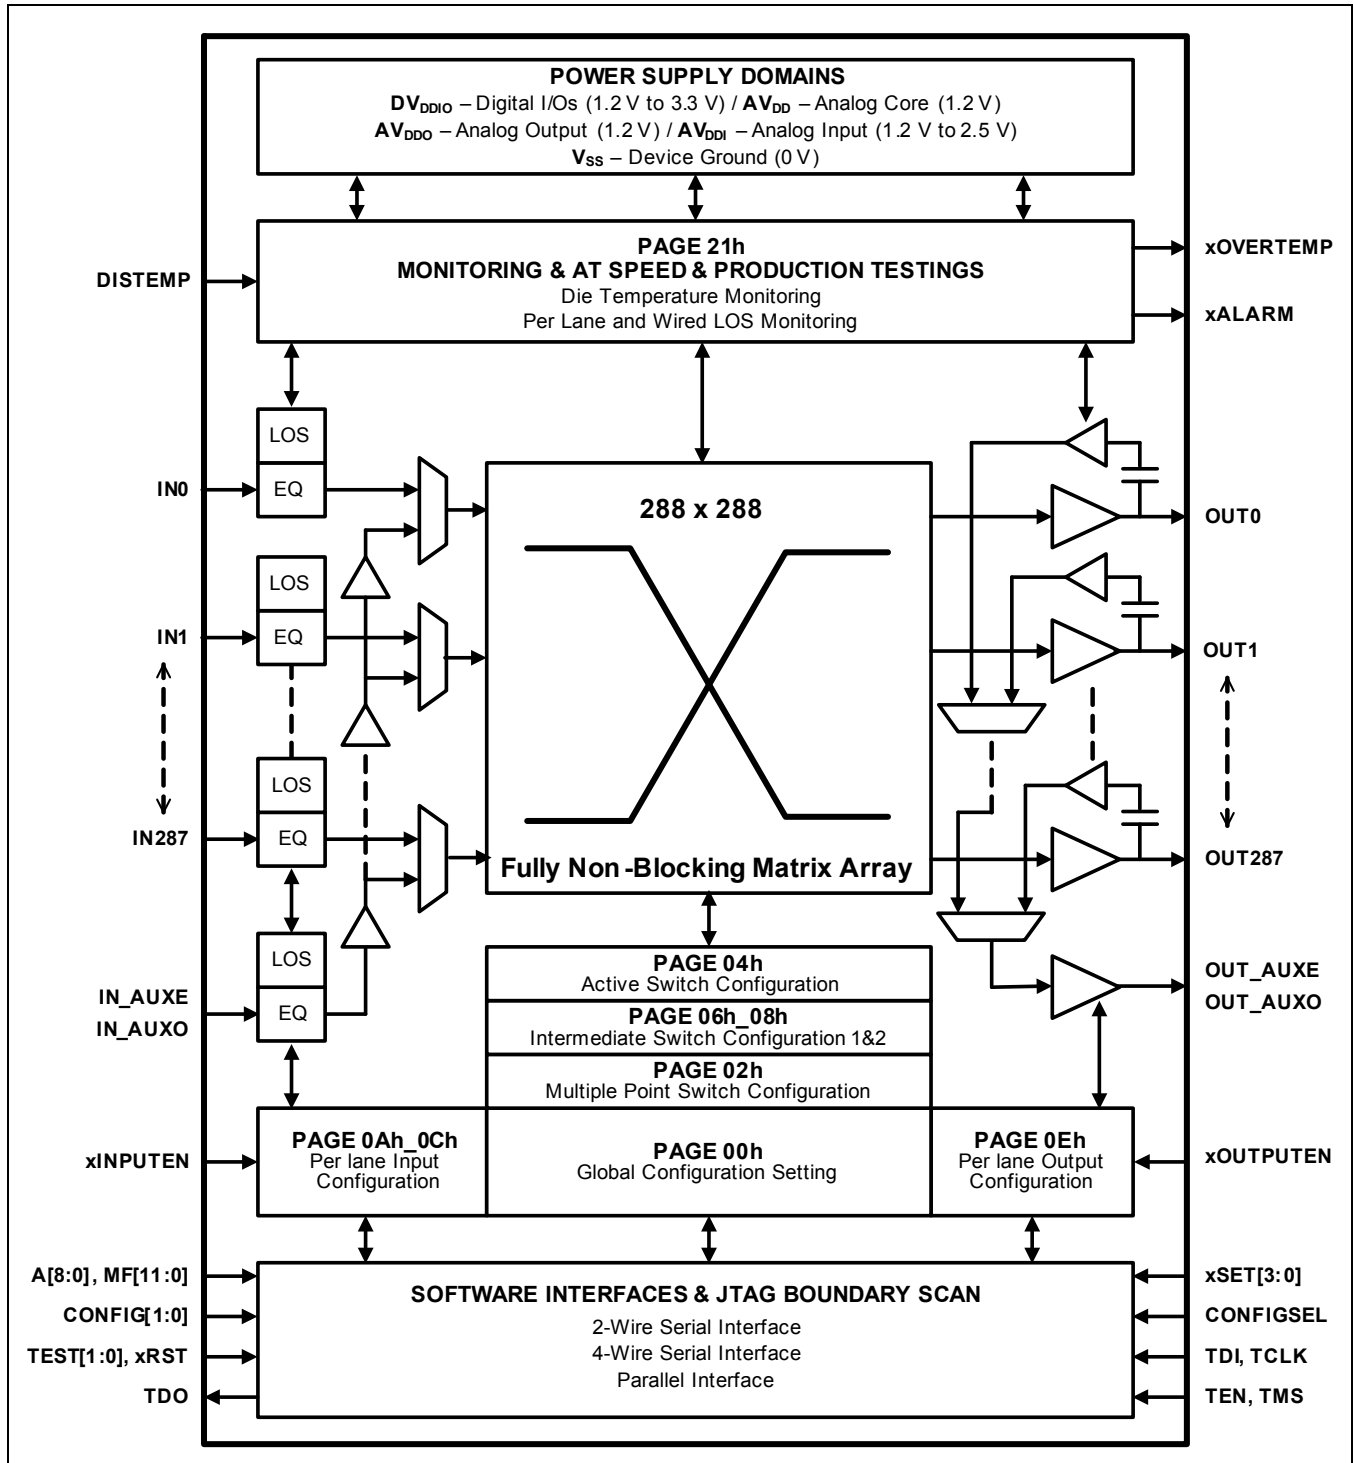 POWER SUPPLY DOMAINS
DVDDIO – Digital I/Os (1.2 V to 3.3 V) / AVDD – Analog Core (1.2 V)
AVDDO – Analog Output (1.2 V) / AVDDI – Analog Input (1.2 V to 2.5 V)
VSS – Device Ground (0 V)
PAGE 21h
MONITORING & AT SPEED & PRODUCTION TESTINGS
Die Temperature Monitoring
Per Lane and Wired LOS Monitoring
DISTEMP
xOVERTEMP
xALARM
LOS
EQ
IN0
LOS
EQ
IN1
LOS
EQ
IN287
LOS
EQ
IN_AUXE
IN_AUXO
288 x 288
Fully Non-Blocking Matrix Array
OUT0
OUT1
OUT287
OUT_AUXE
OUT_AUXO
PAGE 04h
Active Switch Configuration
PAGE 06h_08h
Intermediate Switch Configuration 1&2
PAGE 02h
Multiple Point Switch Configuration
xINPUTEN
PAGE 0Ah_0Ch
Per lane Input
Configuration
PAGE 00h
Global Configuration Setting
PAGE 0Eh
Per lane Output
Configuration
xOUTPUTEN
A[8:0], MF[11:0]
CONFIG[1:0]
TEST[1:0], xRST
TDO
SOFTWARE INTERFACES & JTAG BOUNDARY SCAN
2-Wire Serial Interface
4-Wire Serial Interface
Parallel Interface
xSET[3:0]
CONFIGSEL
TDI, TCLK
TEN, TMS